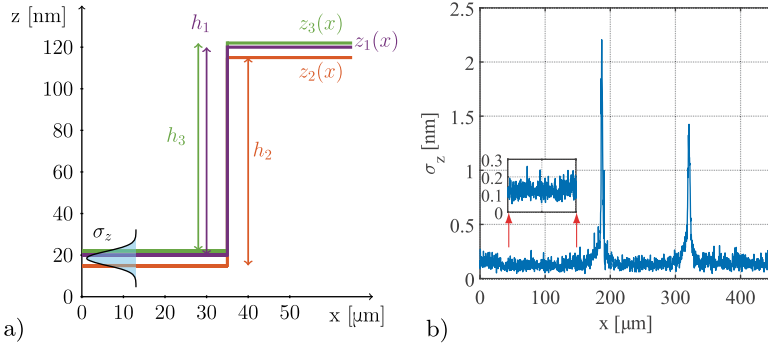 z [nm]
120
100
80
60
40
20
0
0 10 20 30 40 50
x [µm]
h₁
h₂
h₃
z₃(x)
z₁(x)
z₂(x)
σz
a)
σz [nm]
2.5
2
1.5
1
0.5
0
0 100 200 300 400
x [µm]
0.3
0.2
0.1
0
b)